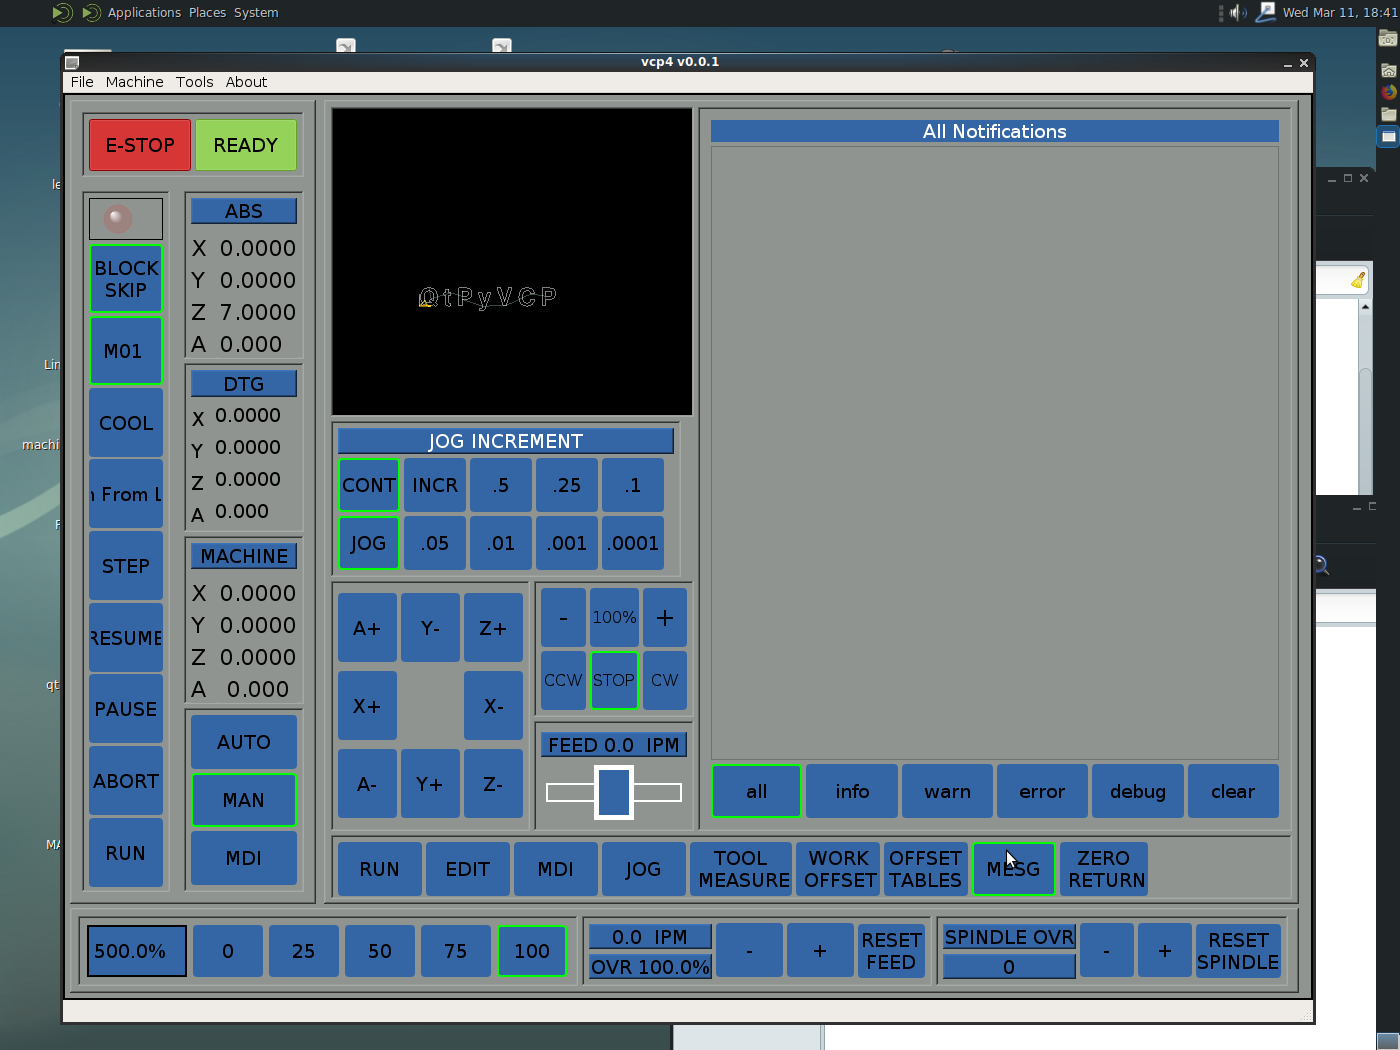 Applications Places System
Wed Mar 11, 18:41
vcp4 v0.0.1
File Machine Tools About
E-STOP READY
BLOCK
SKIP
M01
COOL
From
STEP
RESUME
PAUSE
ABORT
RUN
ABS
X 0.0000
Y 0.0000
Z 7.0000
A 0.000
DTG
X 0.0000
Y 0.0000
Z 0.0000
A 0.000
MACHINE
X 0.0000
Y 0.0000
Z 0.0000
A 0.000
AUTO
MAN
MDI
QtPyVCP
JOG INCREMENT
CONT INCR .5 .25 .1
JOG .05 .01 .001 .0001
A+ Y- Z+
X+ X-
A- Y+ Z-
- 100% +
CCW STOP CW
FEED 0.0 IPM
All Notifications
all info warn error debug clear
RUN EDIT MDI JOG
TOOL
MEASURE
WORK
OFFSET
OFFSET
TABLES
MESG
ZERO
RETURN
500.0% 0 25 50 75 100
0.0 IPM
OVR 100.0%
- +
RESET
FEED
SPINDLE OVR
0
- +
RESET
SPINDLE
le
Lin
machi
qt
MA